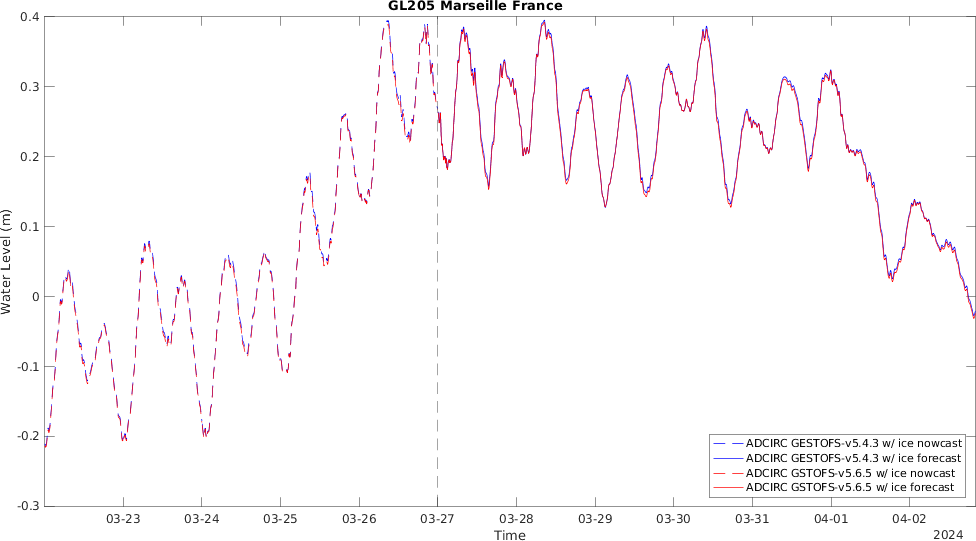 GL205 Marseille France
Water Level (m)
0.4
0.3
0.2
0.1
0
-0.1
-0.2
-0.3
03-23
03-24
03-25
03-26
03-27
03-28
03-29
03-30
03-31
04-01
04-02
Time
2024
ADCIRC GESTOFS-v5.4.3 w/ ice nowcast
ADCIRC GESTOFS-v5.4.3 w/ ice forecast
ADCIRC GSTOFS-v5.6.5 w/ ice nowcast
ADCIRC GSTOFS-v5.6.5 w/ ice forecast